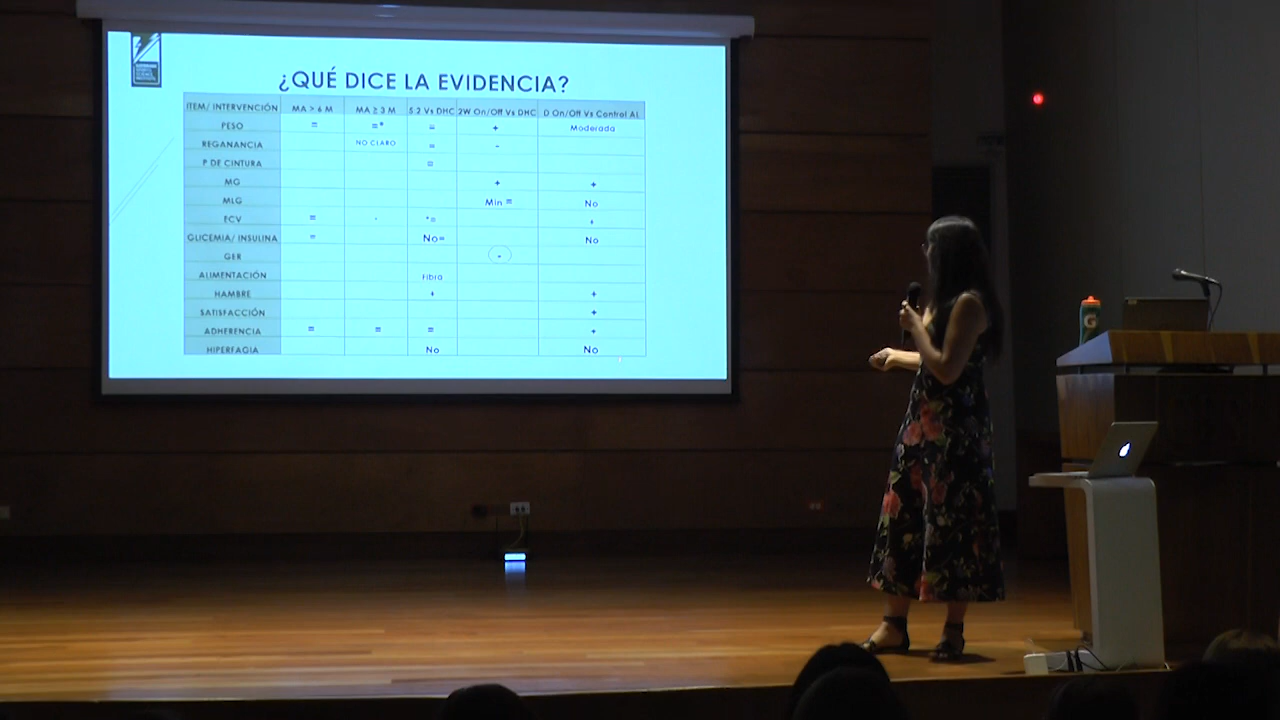 ¿QUÉ DICE LA EVIDENCIA?
ITEM/ INTERVENCIÓN MA > 6 M MA ≥ 3 M 5:2 Vs DHC 2W On/Off Vs DHC D On/Off Vs Control AL
PESO = =* = + Moderada
REGANANCIA NO CLARO = -
P DE CINTURA =
MG + +
MLG Min = No
ECV = - *= +
GLICEMIA/ INSULINA = No= No
GER -
ALIMENTACIÓN Fibra
HAMBRE + +
SATISFACCIÓN +
ADHERENCIA = = = +
HIPERFAGIA No No
G